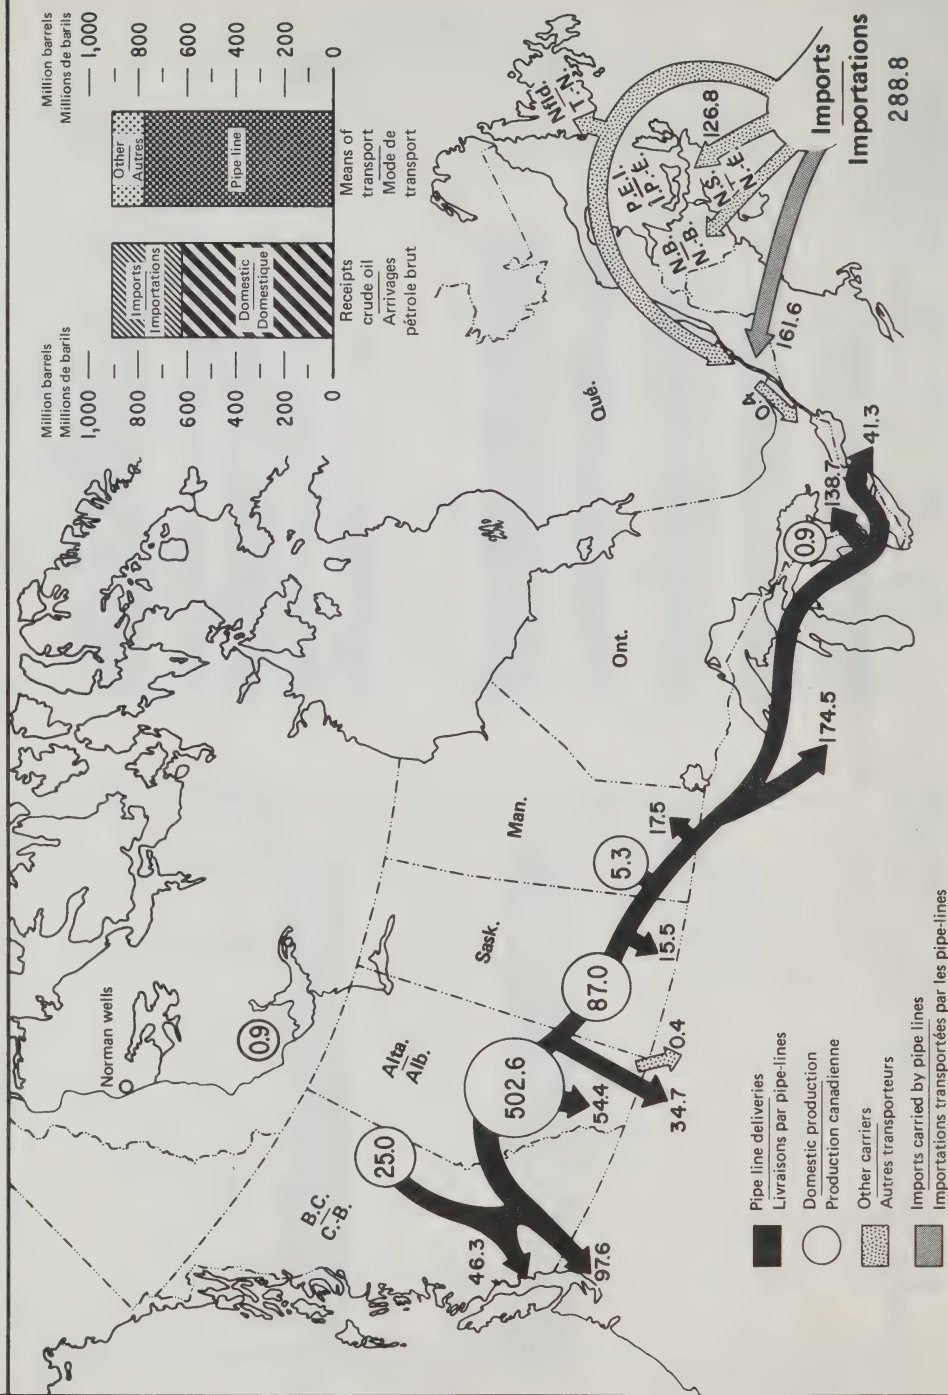 Million barrels
Millions de barils
1,000
800
600
400
200
0
Imports
Importations
Domestic
Domestique
Receipts
crude oil
Arrivages
pétrole brut
Other
Autres
Pipe line
Means of
transport
Mode de
transport
Million barrels
Millions de barils
1,000
800
600
400
200
0
Norman wells
0.9
B.C.
C.-B.
25.0
46.3
97.6
Alta.
Alb.
502.6
54.4
34.7
0.4
Sask.
87.0
15.5
Man.
5.3
17.5
174.5
Ont.
0.9
138.7
41.3
Qué.
0.4
161.6
Nfld.
T.-N.
P.E.I.
Î.P.É.
N.B.
N.-B.
N.S.
N.É.
126.8
Imports
Importations
288.8
Pipe line deliveries
Livraisons par pipe-lines
Domestic production
Production canadienne
Other carriers
Autres transporteurs
Imports carried by pipe lines
Importations transportées par les pipe-lines